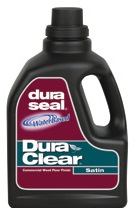 dura
seal
WaterBased
Dura
Clear
Commercial Wood Floor Finish
Satin